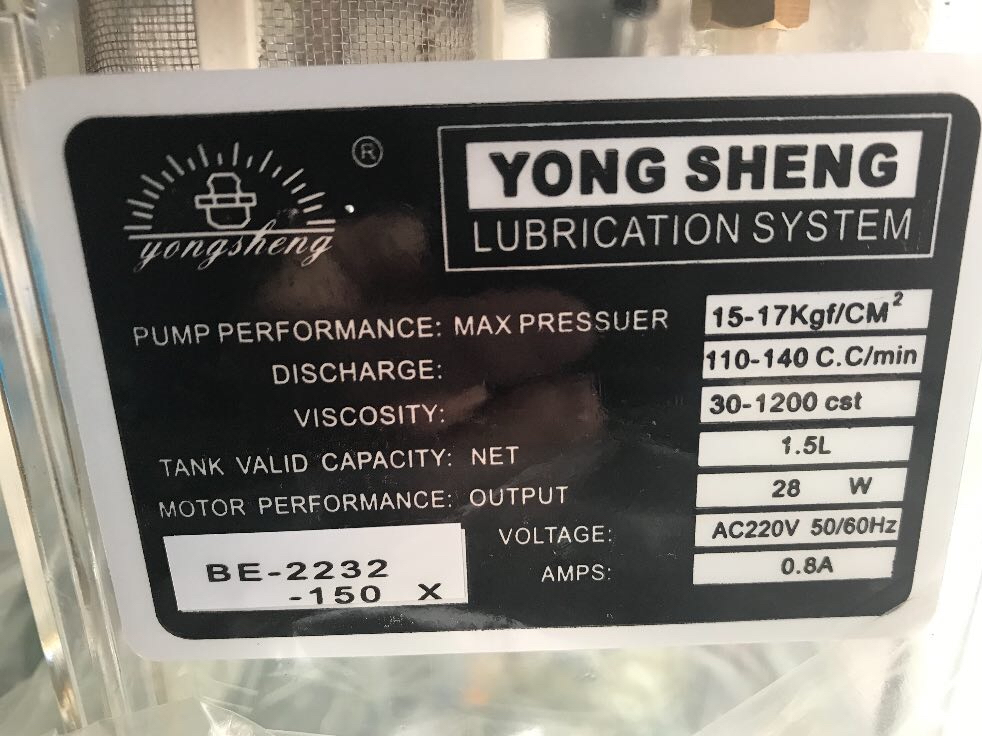 yongsheng ®
YONG SHENG
LUBRICATION SYSTEM
PUMP PERFORMANCE: MAX PRESSUER 15-17Kgf/CM²
DISCHARGE: 110-140 C.C/min
VISCOSITY: 30-1200 cst
TANK VALID CAPACITY: NET 1.5L
MOTOR PERFORMANCE: OUTPUT 28 W
VOLTAGE: AC220V 50/60Hz
AMPS: 0.8A
BE-2232
-150 X